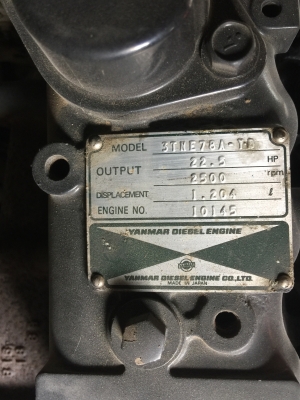 MODEL 3TNE78A-TB
OUTPUT 22.5 HP
2500 rpm
DISPLACEMENT 1.204 ℓ
ENGINE NO. 10145
YANMAR DIESEL ENGINE
YANMAR DIESEL ENGINE CO.,LTD.
MADE IN JAPAN